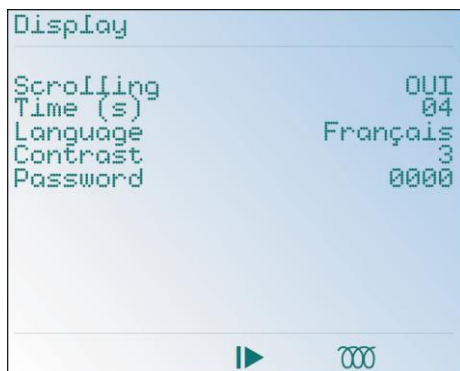 Display
Scrolling OUI
Time (s) 04
Language Français
Contrast 3
Password 0000